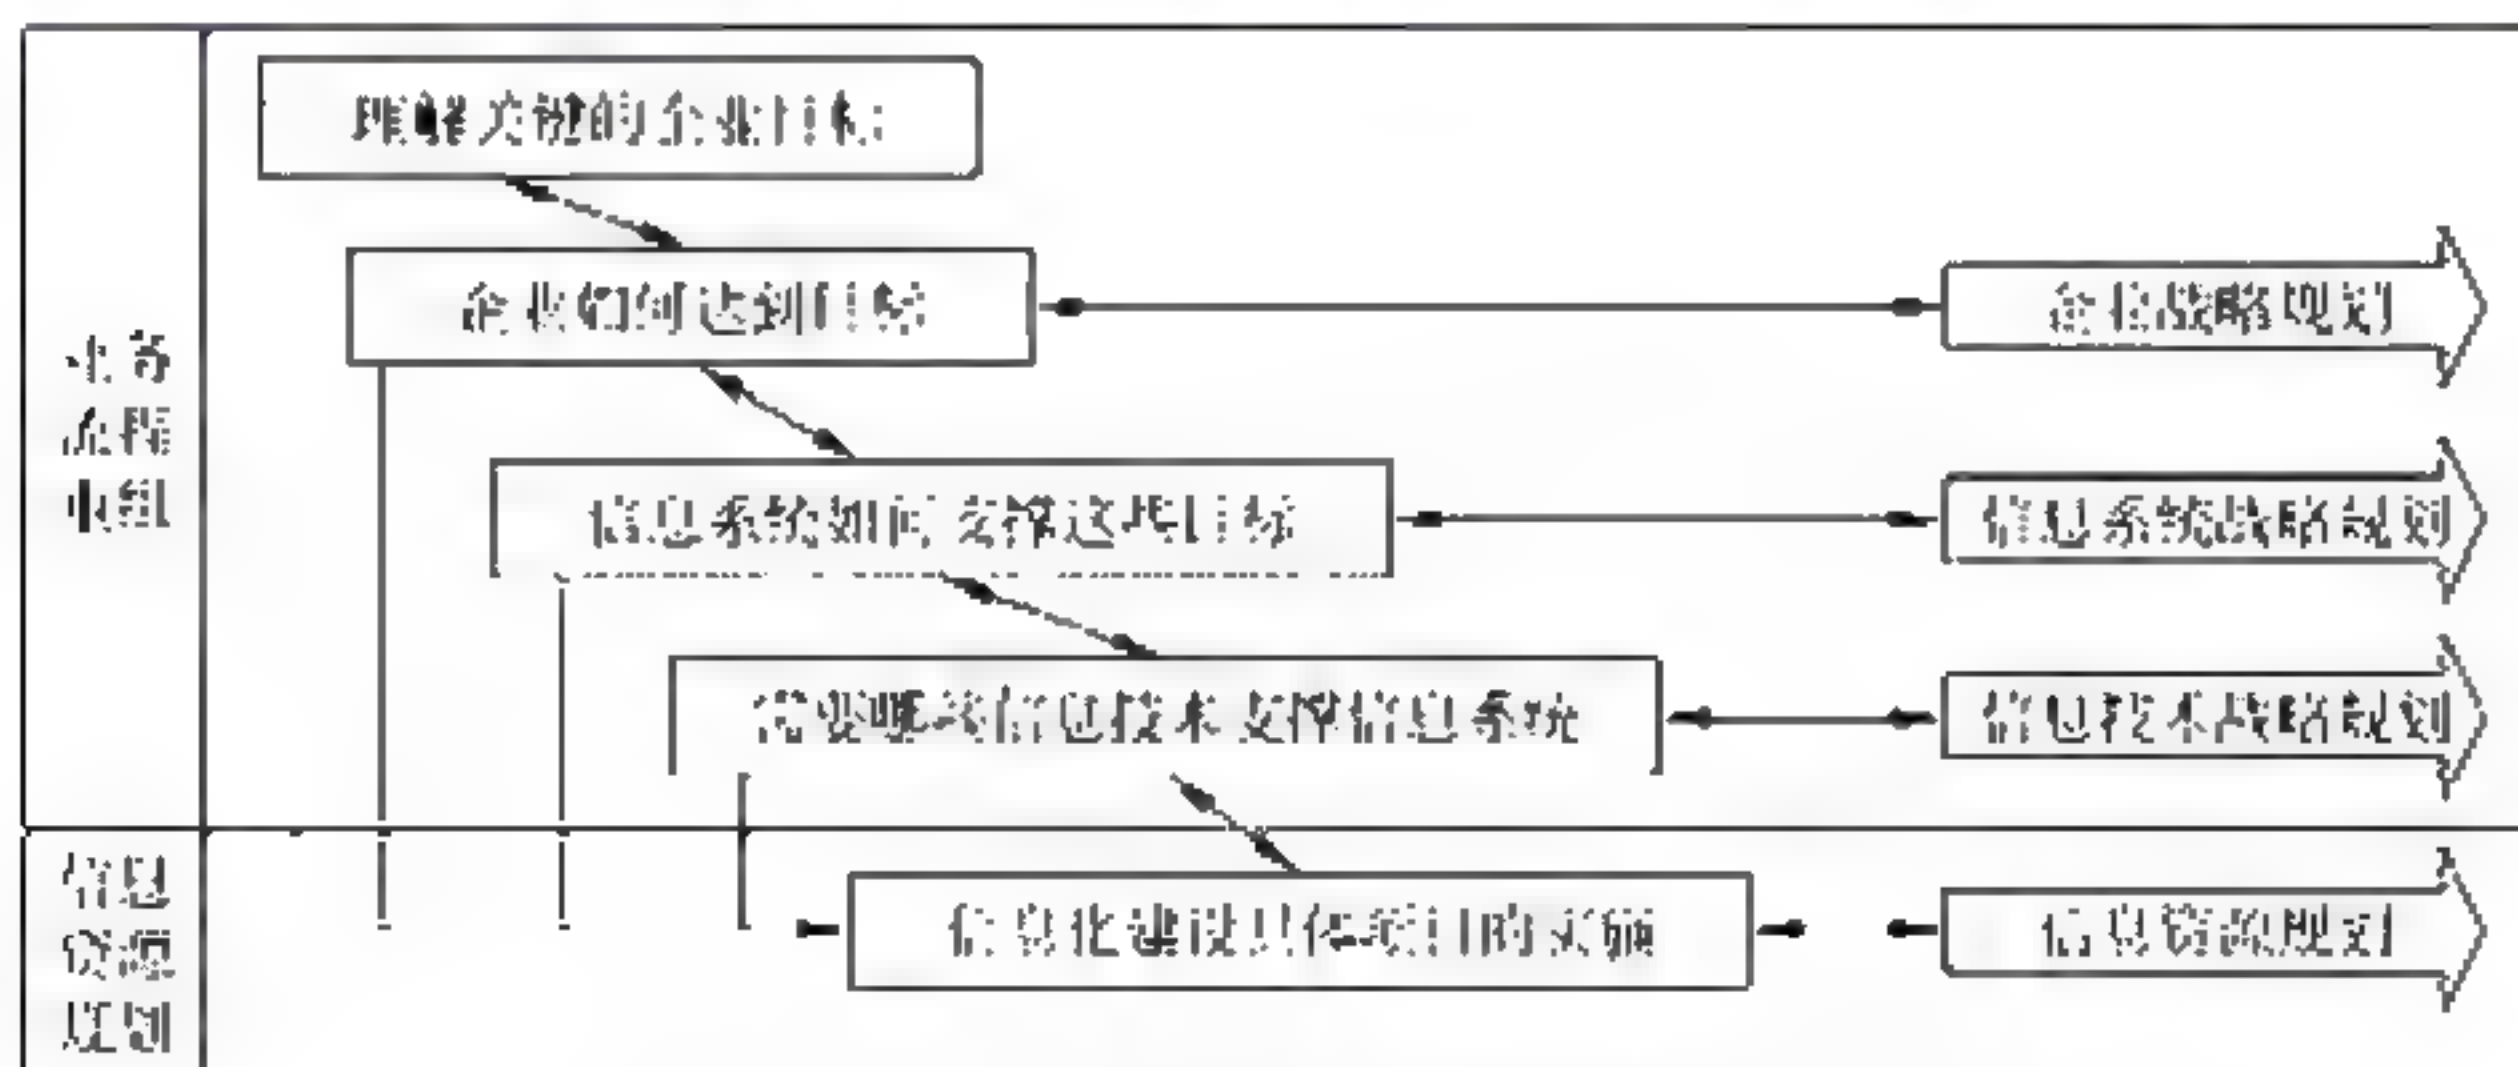 理解关键的企业目标
企业如何达到目标
企业战略规划
业务
流程
重组
信息系统如何支撑这些目标
信息系统战略规划
需要哪些信息技术支撑信息系统
信息技术战略规划
信息
资源
规划
信息化建设具体项目的实施
信息资源规划